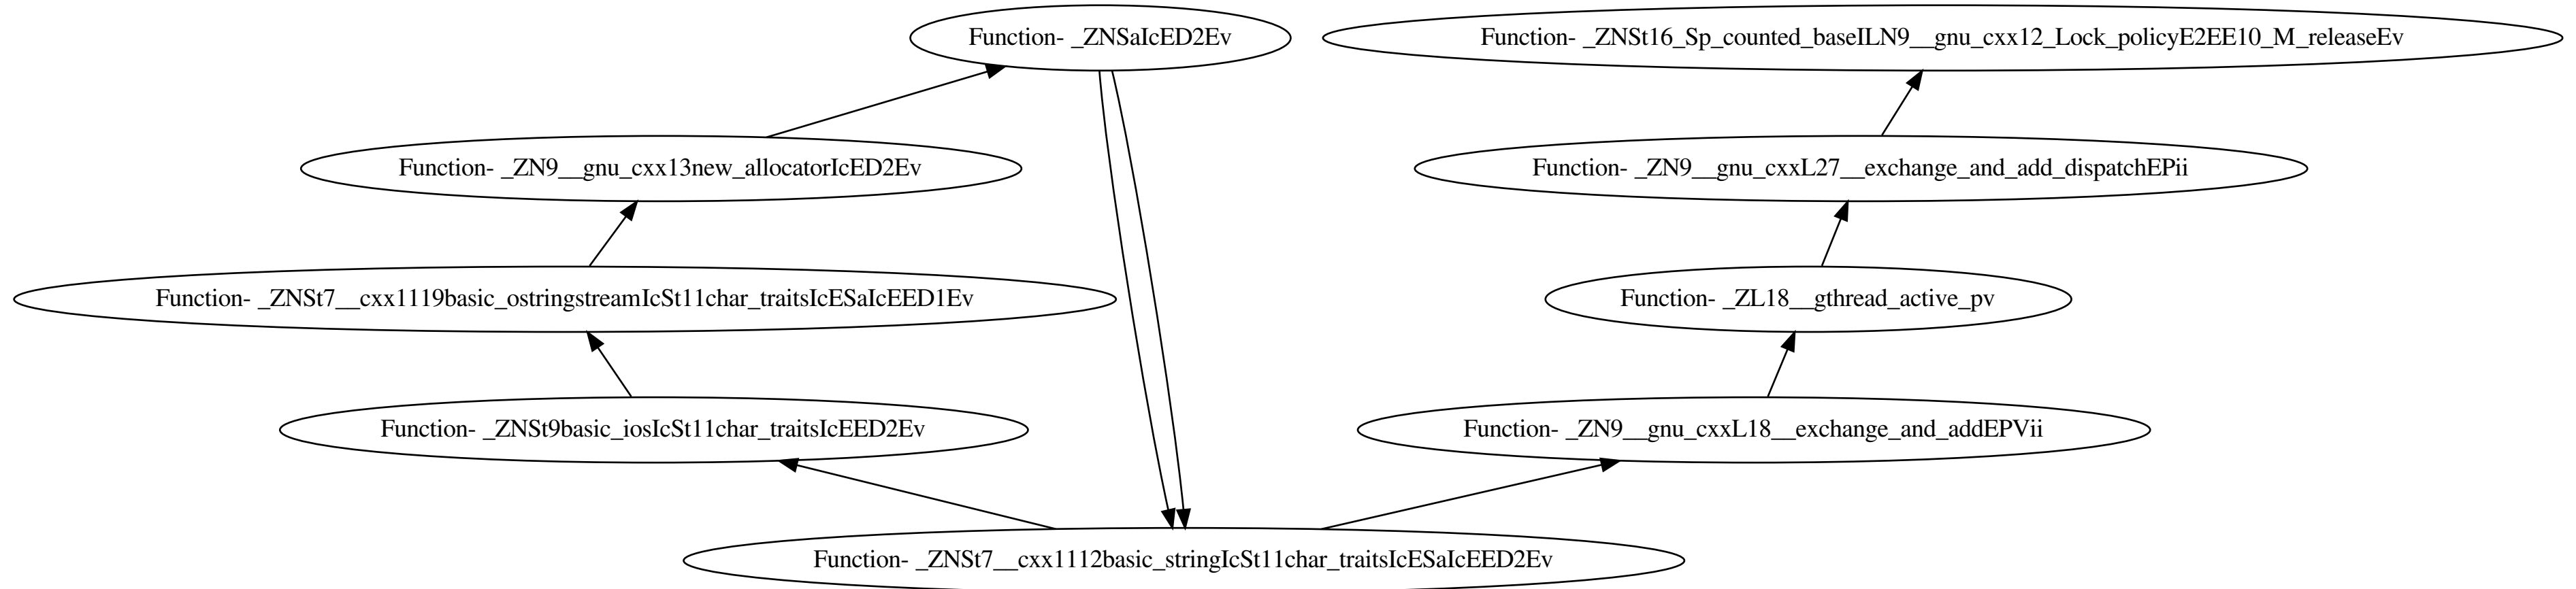 Function- _ZNSaIcED2Ev
Function- _ZNSt16_Sp_counted_baseILN9__gnu_cxx12_Lock_policyE2EE10_M_releaseEv
Function- _ZN9__gnu_cxx13new_allocatorIcED2Ev
Function- _ZN9__gnu_cxxL27__exchange_and_add_dispatchEPii
Function- _ZNSt7__cxx1119basic_ostringstreamIcSt11char_traitsIcESaIcEED1Ev
Function- _ZL18__gthread_active_pv
Function- _ZNSt9basic_iosIcSt11char_traitsIcEED2Ev
Function- _ZN9__gnu_cxxL18__exchange_and_addEPVii
Function- _ZNSt7__cxx1112basic_stringIcSt11char_traitsIcESaIcEED2Ev